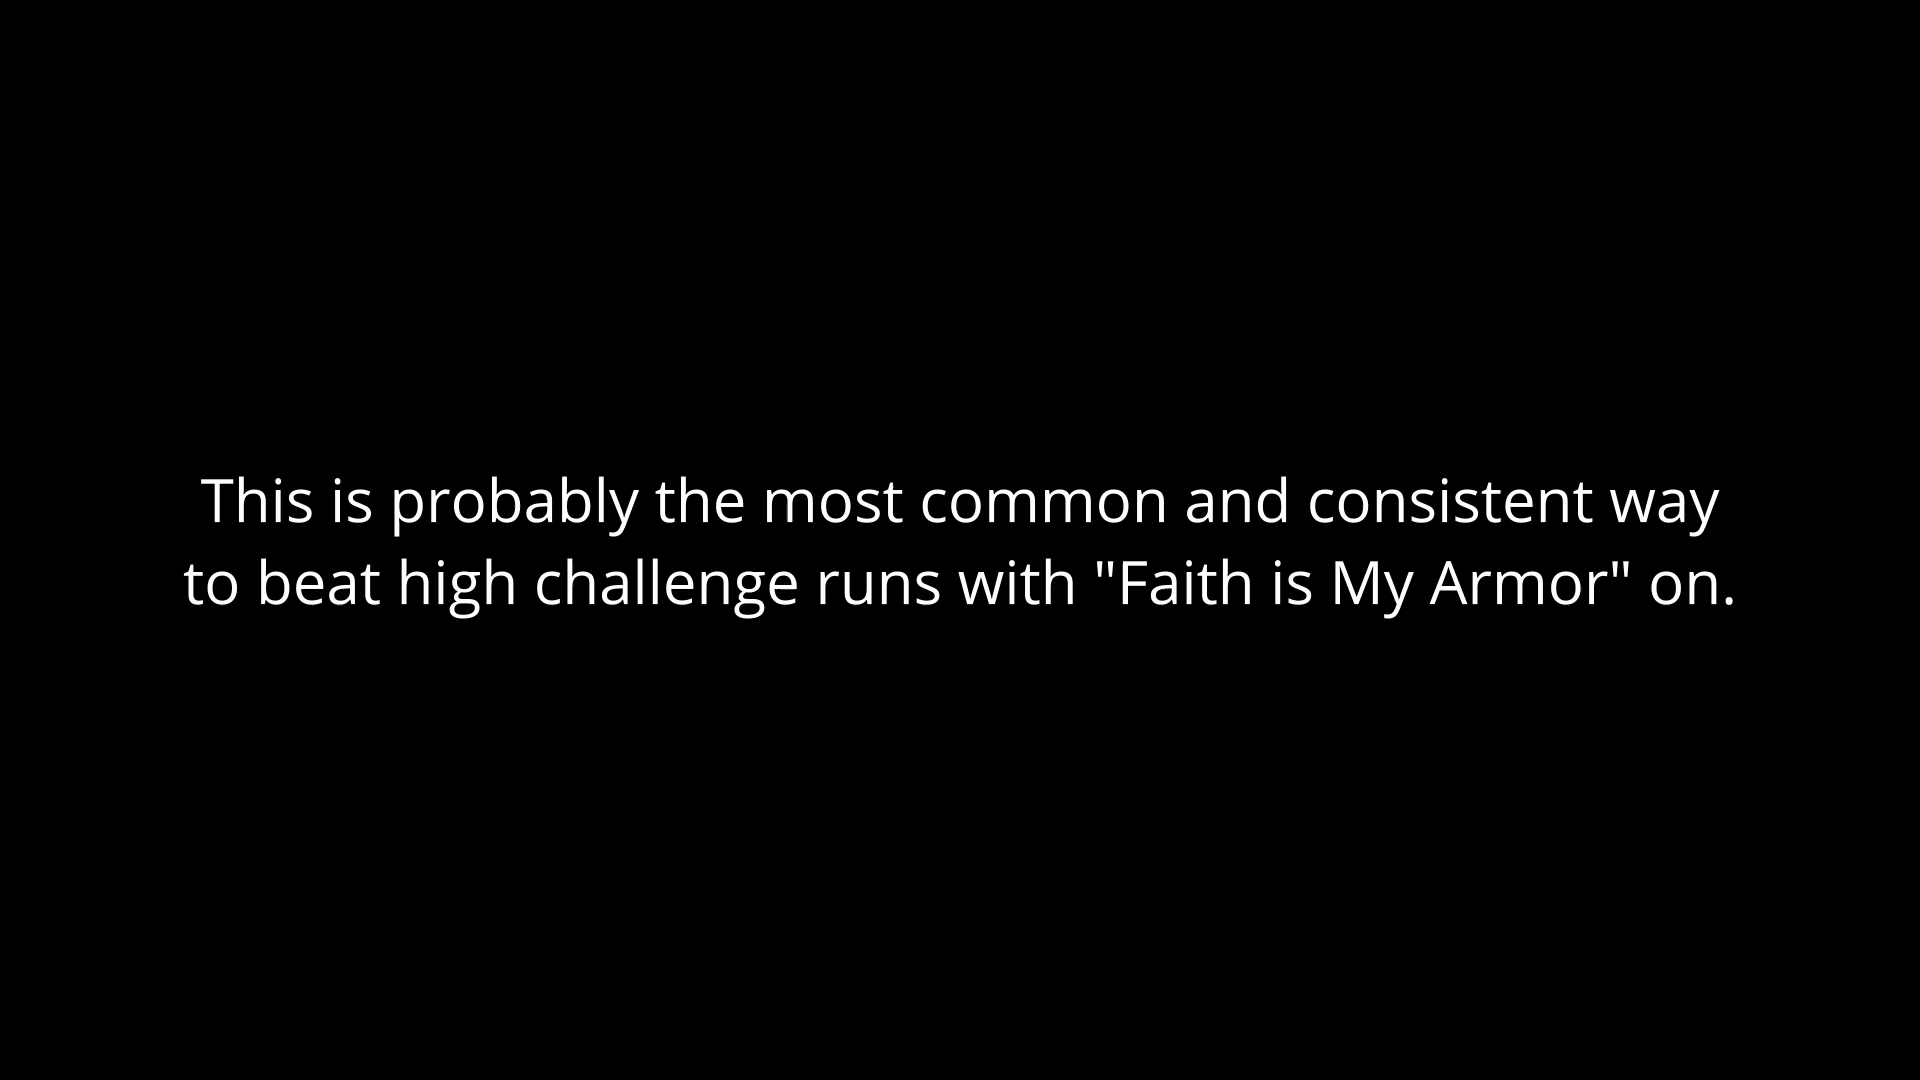 This is probably the most common and consistent way
to beat high challenge runs with "Faith is My Armor" on.